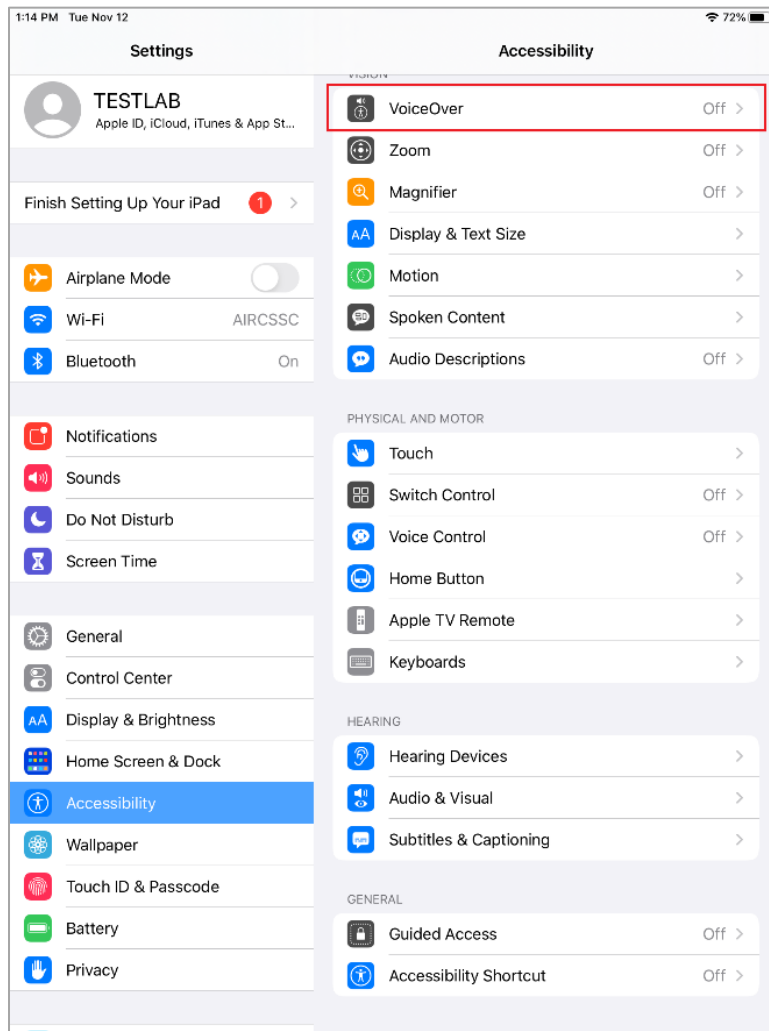 1:14 PM Tue Nov 12
72%
Settings
TESTLAB
Apple ID, iCloud, iTunes & App St...
Finish Setting Up Your iPad 1
Airplane Mode
Wi-Fi AIRCSSC
Bluetooth On
Notifications
Sounds
Do Not Disturb
Screen Time
General
Control Center
AA Display & Brightness
Home Screen & Dock
Accessibility
Wallpaper
Touch ID & Passcode
Battery
Privacy
Accessibility
VISION
VoiceOver Off
Zoom Off
Magnifier Off
AA Display & Text Size
Motion
Spoken Content
Audio Descriptions Off
PHYSICAL AND MOTOR
Touch
Switch Control Off
Voice Control Off
Home Button
Apple TV Remote
Keyboards
HEARING
Hearing Devices
Audio & Visual
Subtitles & Captioning
GENERAL
Guided Access Off
Accessibility Shortcut Off